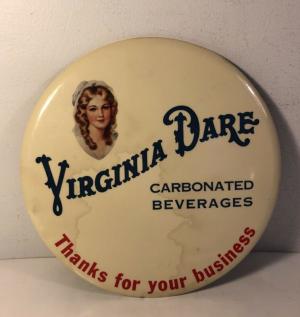 VIRGINIA DARE
CARBONATED
BEVERAGES
Thanks for your business